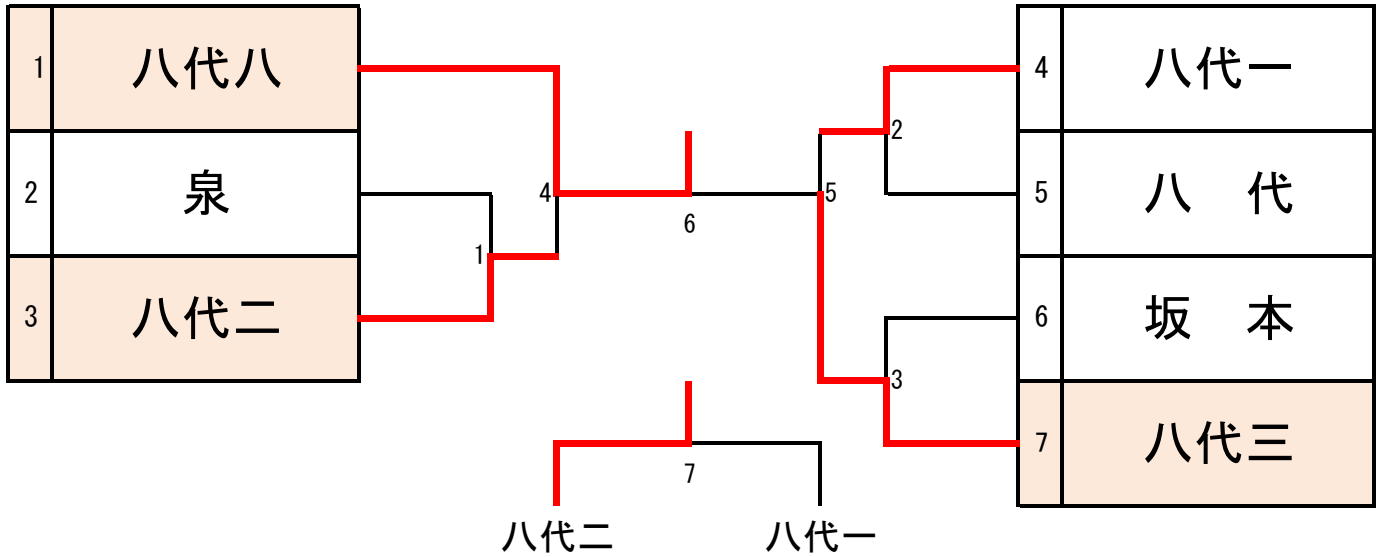 1 八代八
2 泉
3 八代二
4 八代一
5 八　代
6 坂　本
7 八代三
1
4
6
5
2
3
7
八代二
八代一